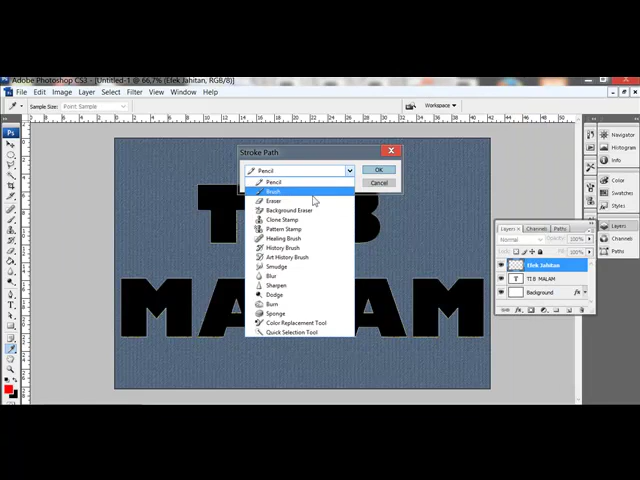 Adobe Photoshop CS3 - [Untitled-1 @ 66,7% (Efek Jahitan, RGB/8)]
File Edit Image Layer Select Filter View Window Help
Sample Size: Point Sample
Workspace
Stroke Path
Pencil
OK
Cancel
Pencil
Brush
Eraser
Background Eraser
Clone Stamp
Pattern Stamp
Healing Brush
History Brush
Art History Brush
Smudge
Blur
Sharpen
Dodge
Burn
Sponge
Color Replacement Tool
Quick Selection Tool
MALAM
Navigator
Histogram
Info
Color
Swatches
Styles
Layers
Channels
Paths
Layers Channels Paths
Normal Opacity: 100%
Lock: Fill: 100%
Efek Jahitan
TI B MALAM
Background